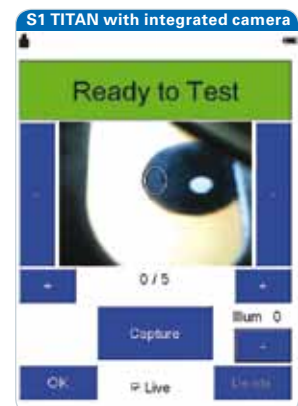 S1 TITAN with integrated camera
Ready to Test
- -
+ 0 / 5 +
Illum 0
Capture
-
OK Live